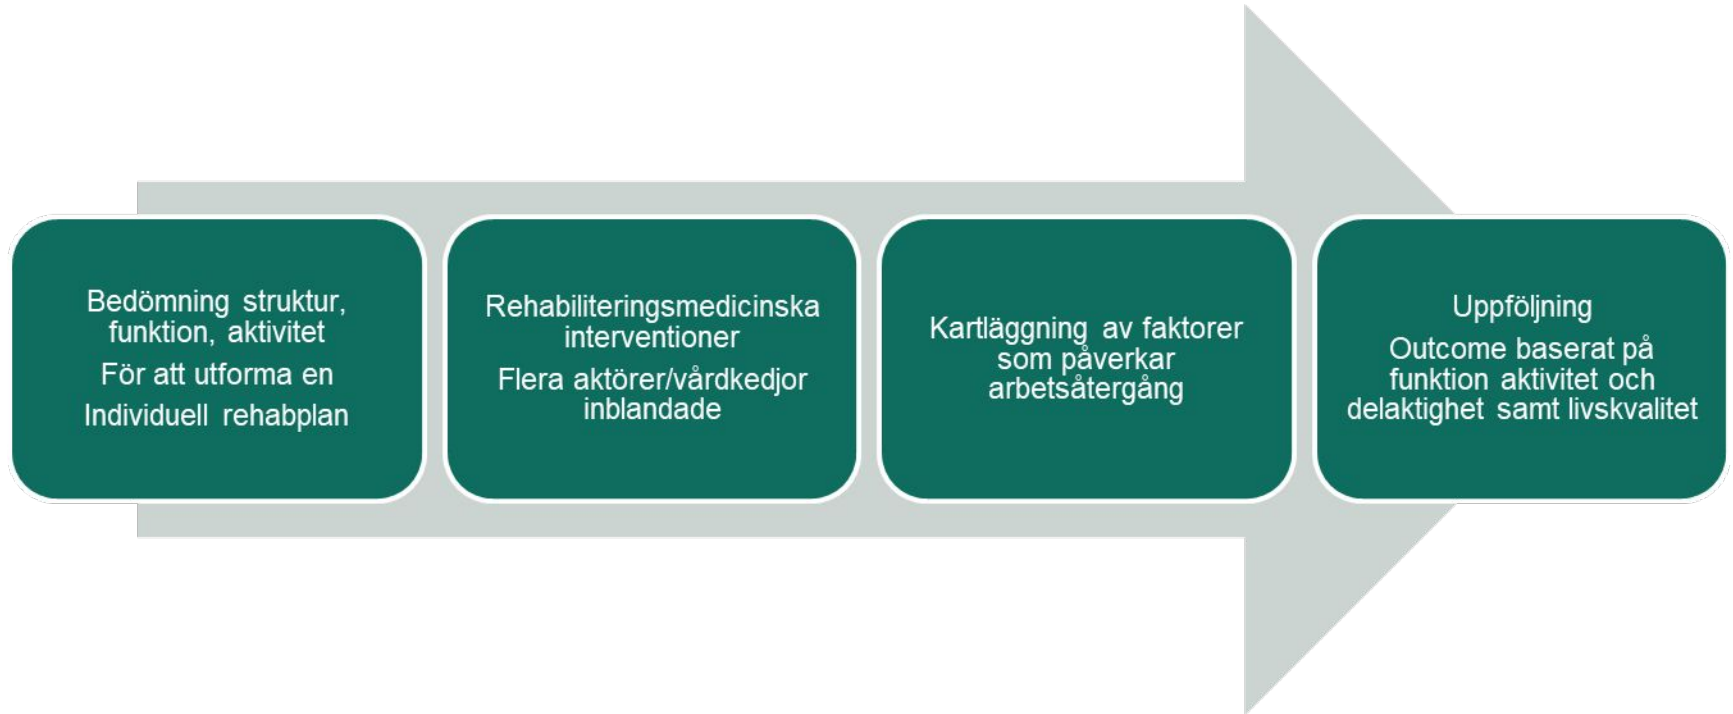 Bedömning struktur,
funktion, aktivitet
För att utforma en
Individuell rehabplan
Rehabiliteringsmedicinska
interventioner
Flera aktörer/vårdkedjor
inblandade
Kartläggning av faktorer
som påverkar
arbetsåtergång
Uppföljning
Outcome baserat på
funktion aktivitet och
delaktighet samt livskvalitet